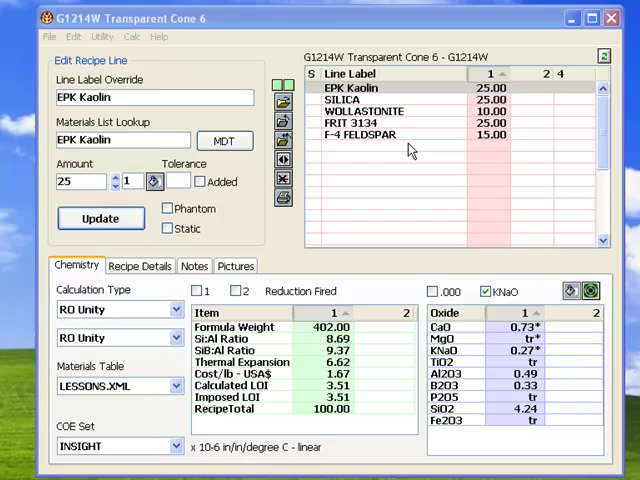 G1214W Transparent Cone 6
File Edit Utility Calc Help
Edit Recipe Line
Line Label Override
EPK Kaolin
Materials List Lookup
EPK Kaolin
MDT
Amount
Tolerance
25
1
Added
Update
Phantom
Static
G1214W Transparent Cone 6 - G1214W
2
S Line Label 1 2 4
EPK Kaolin 25.00
SILICA 25.00
WOLLASTONITE 10.00
FRIT 3134 25.00
F-4 FELDSPAR 15.00
Chemistry Recipe Details Notes Pictures
Calculation Type
RO Unity
RO Unity
Materials Table
LESSONS.XML
COE Set
INSIGHT
1 2 Reduction Fired
Item 1 2
Formula Weight 402.00
Si:Al Ratio 8.69
SiB:Al Ratio 9.37
Thermal Expansion 6.62
Cost/lb - USA$ 1.67
Calculated LOI 3.51
Imposed LOI 3.51
RecipeTotal 100.00
x 10-6 in/in/degree C - linear
.000 KNaO
Oxide 1 2
CaO 0.73*
MgO tr*
KNaO 0.27*
TiO2 tr
Al2O3 0.49
B2O3 0.33
P2O5 tr
SiO2 4.24
Fe2O3 tr